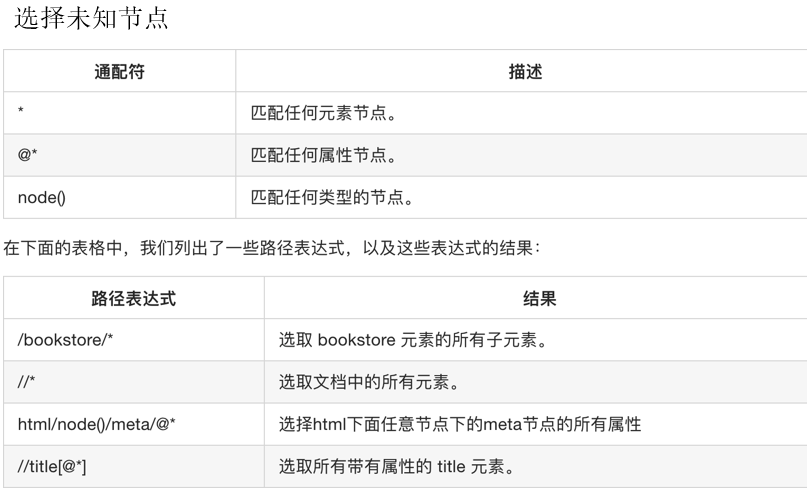 选择未知节点
通配符 描述
* 匹配任何元素节点。
@* 匹配任何属性节点。
node() 匹配任何类型的节点。
在下面的表格中，我们列出了一些路径表达式，以及这些表达式的结果：
路径表达式 结果
/bookstore/* 选取 bookstore 元素的所有子元素。
//* 选取文档中的所有元素。
html/node()/meta/@* 选择html下面任意节点下的meta节点的所有属性
//title[@*] 选取所有带有属性的 title 元素。